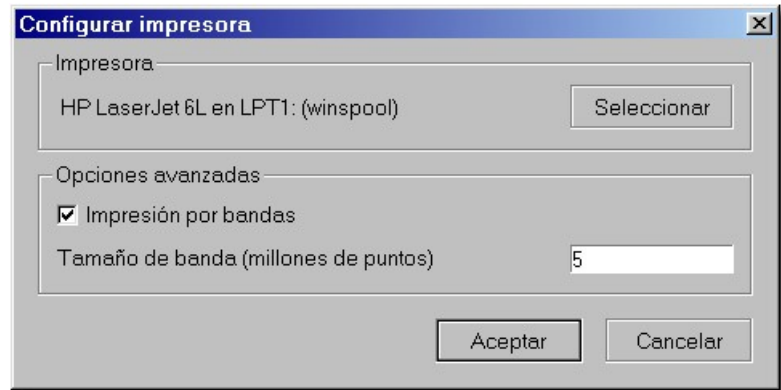 Configurar impresora
Impresora
HP LaserJet 6L en LPT1: (winspool)
Seleccionar
Opciones avanzadas
Impresión por bandas
Tamaño de banda (millones de puntos)
5
Aceptar
Cancelar